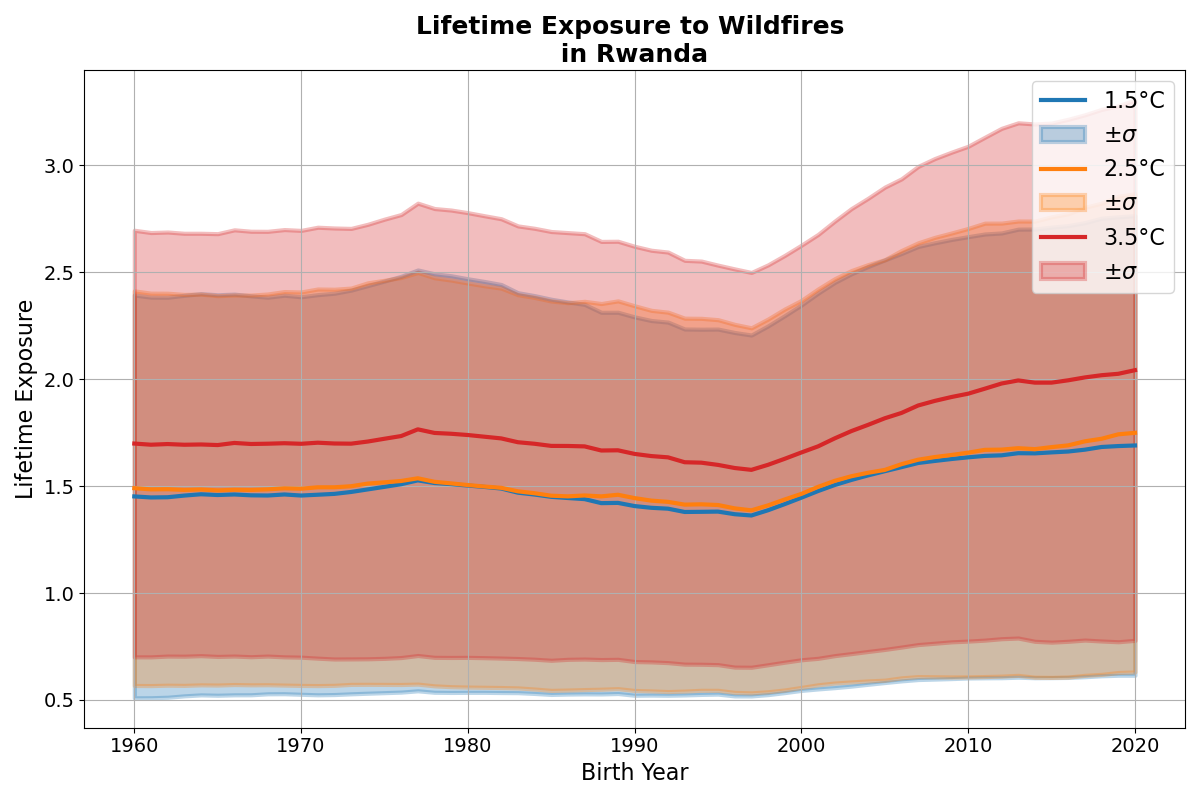 Lifetime Exposure to Wildfires
in Rwanda
1.5°C
±σ
2.5°C
±σ
3.5°C
±σ
Lifetime Exposure
3.0
2.5
2.0
1.5
1.0
0.5
1960 1970 1980 1990 2000 2010 2020
Birth Year